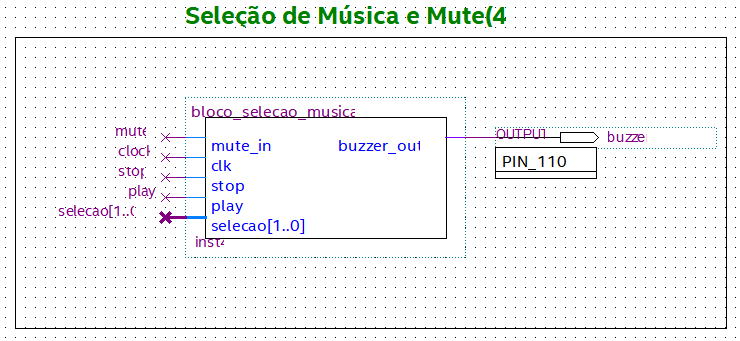 Seleção de Música e Mute(4
bloco_selecao_musica
mute
clock
stop
play
selecao[1..0
mute_in
clk
stop
play
selecao[1..0]
buzzer_out
inst4
OUTPUT
buzze
PIN_110